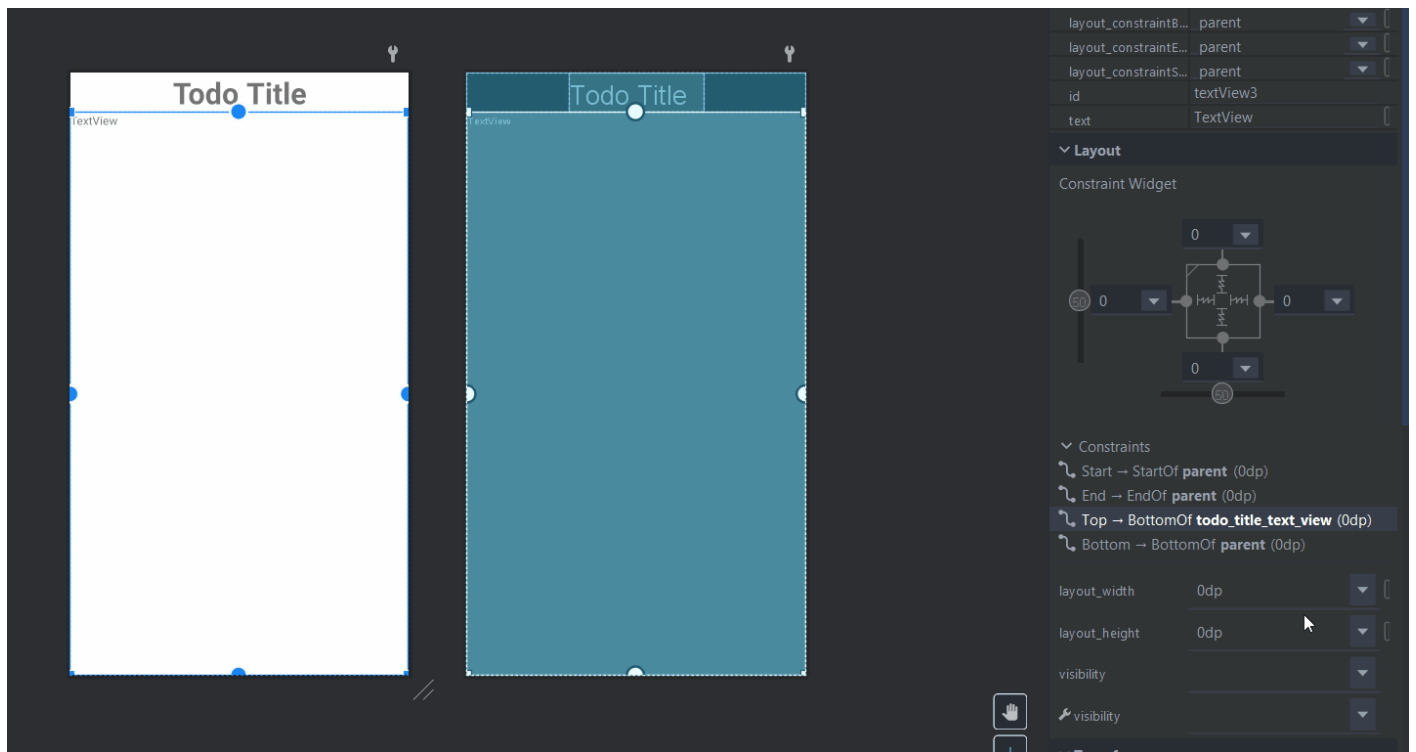 Todo Title
TextView
Todo Title
TextView
layout_constraintB... parent
layout_constraintE... parent
layout_constraintS... parent
id textView3
text TextView
Layout
Constraint Widget
0
50 0 0
0
50
Constraints
Start → StartOf parent (0dp)
End → EndOf parent (0dp)
Top → BottomOf todo_title_text_view (0dp)
Bottom → BottomOf parent (0dp)
layout_width 0dp
layout_height 0dp
visibility
visibility